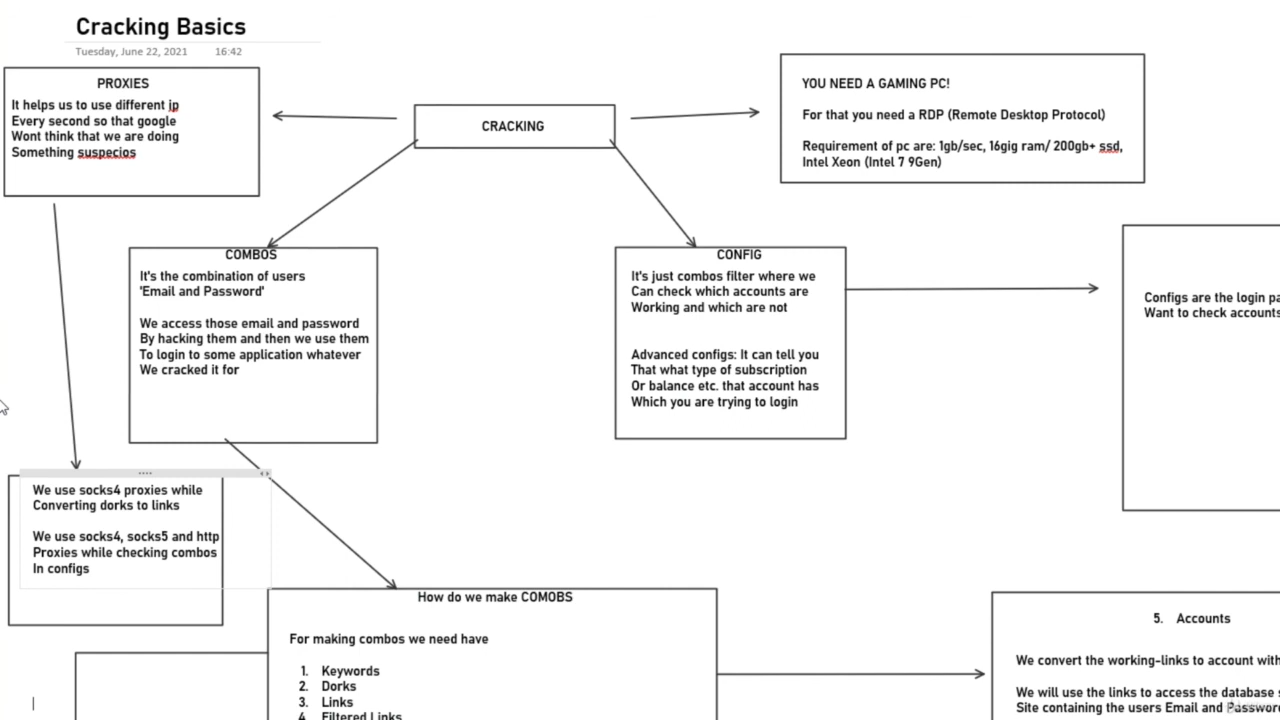 Cracking Basics
Tuesday, June 22, 2021 16:42
PROXIES
It helps us to use different ip
Every second so that google
Wont think that we are doing
Something suspecios
CRACKING
YOU NEED A GAMING PC!
For that you need a RDP (Remote Desktop Protocol)
Requirement of pc are: 1gb/sec, 16gig ram/ 200gb+ ssd,
Intel Xeon (Intel 7 9Gen)
COMBOS
It's the combination of users
'Email and Password'
We access those email and password
By hacking them and then we use them
To login to some application whatever
We cracked it for
CONFIG
It's just combos filter where we
Can check which accounts are
Working and which are not
Advanced configs: It can tell you
That what type of subscription
Or balance etc. that account has
Which you are trying to login
Configs are the login pa
Want to check accounts
We use socks4 proxies while
Converting dorks to links
We use socks4, socks5 and http
Proxies while checking combos
In configs
How do we make COMOBS
For making combos we need have
1. Keywords
2. Dorks
3. Links
4. Filtered Links
5. Accounts
We convert the working-links to account with
We will use the links to access the database s
Site containing the users Email and Password